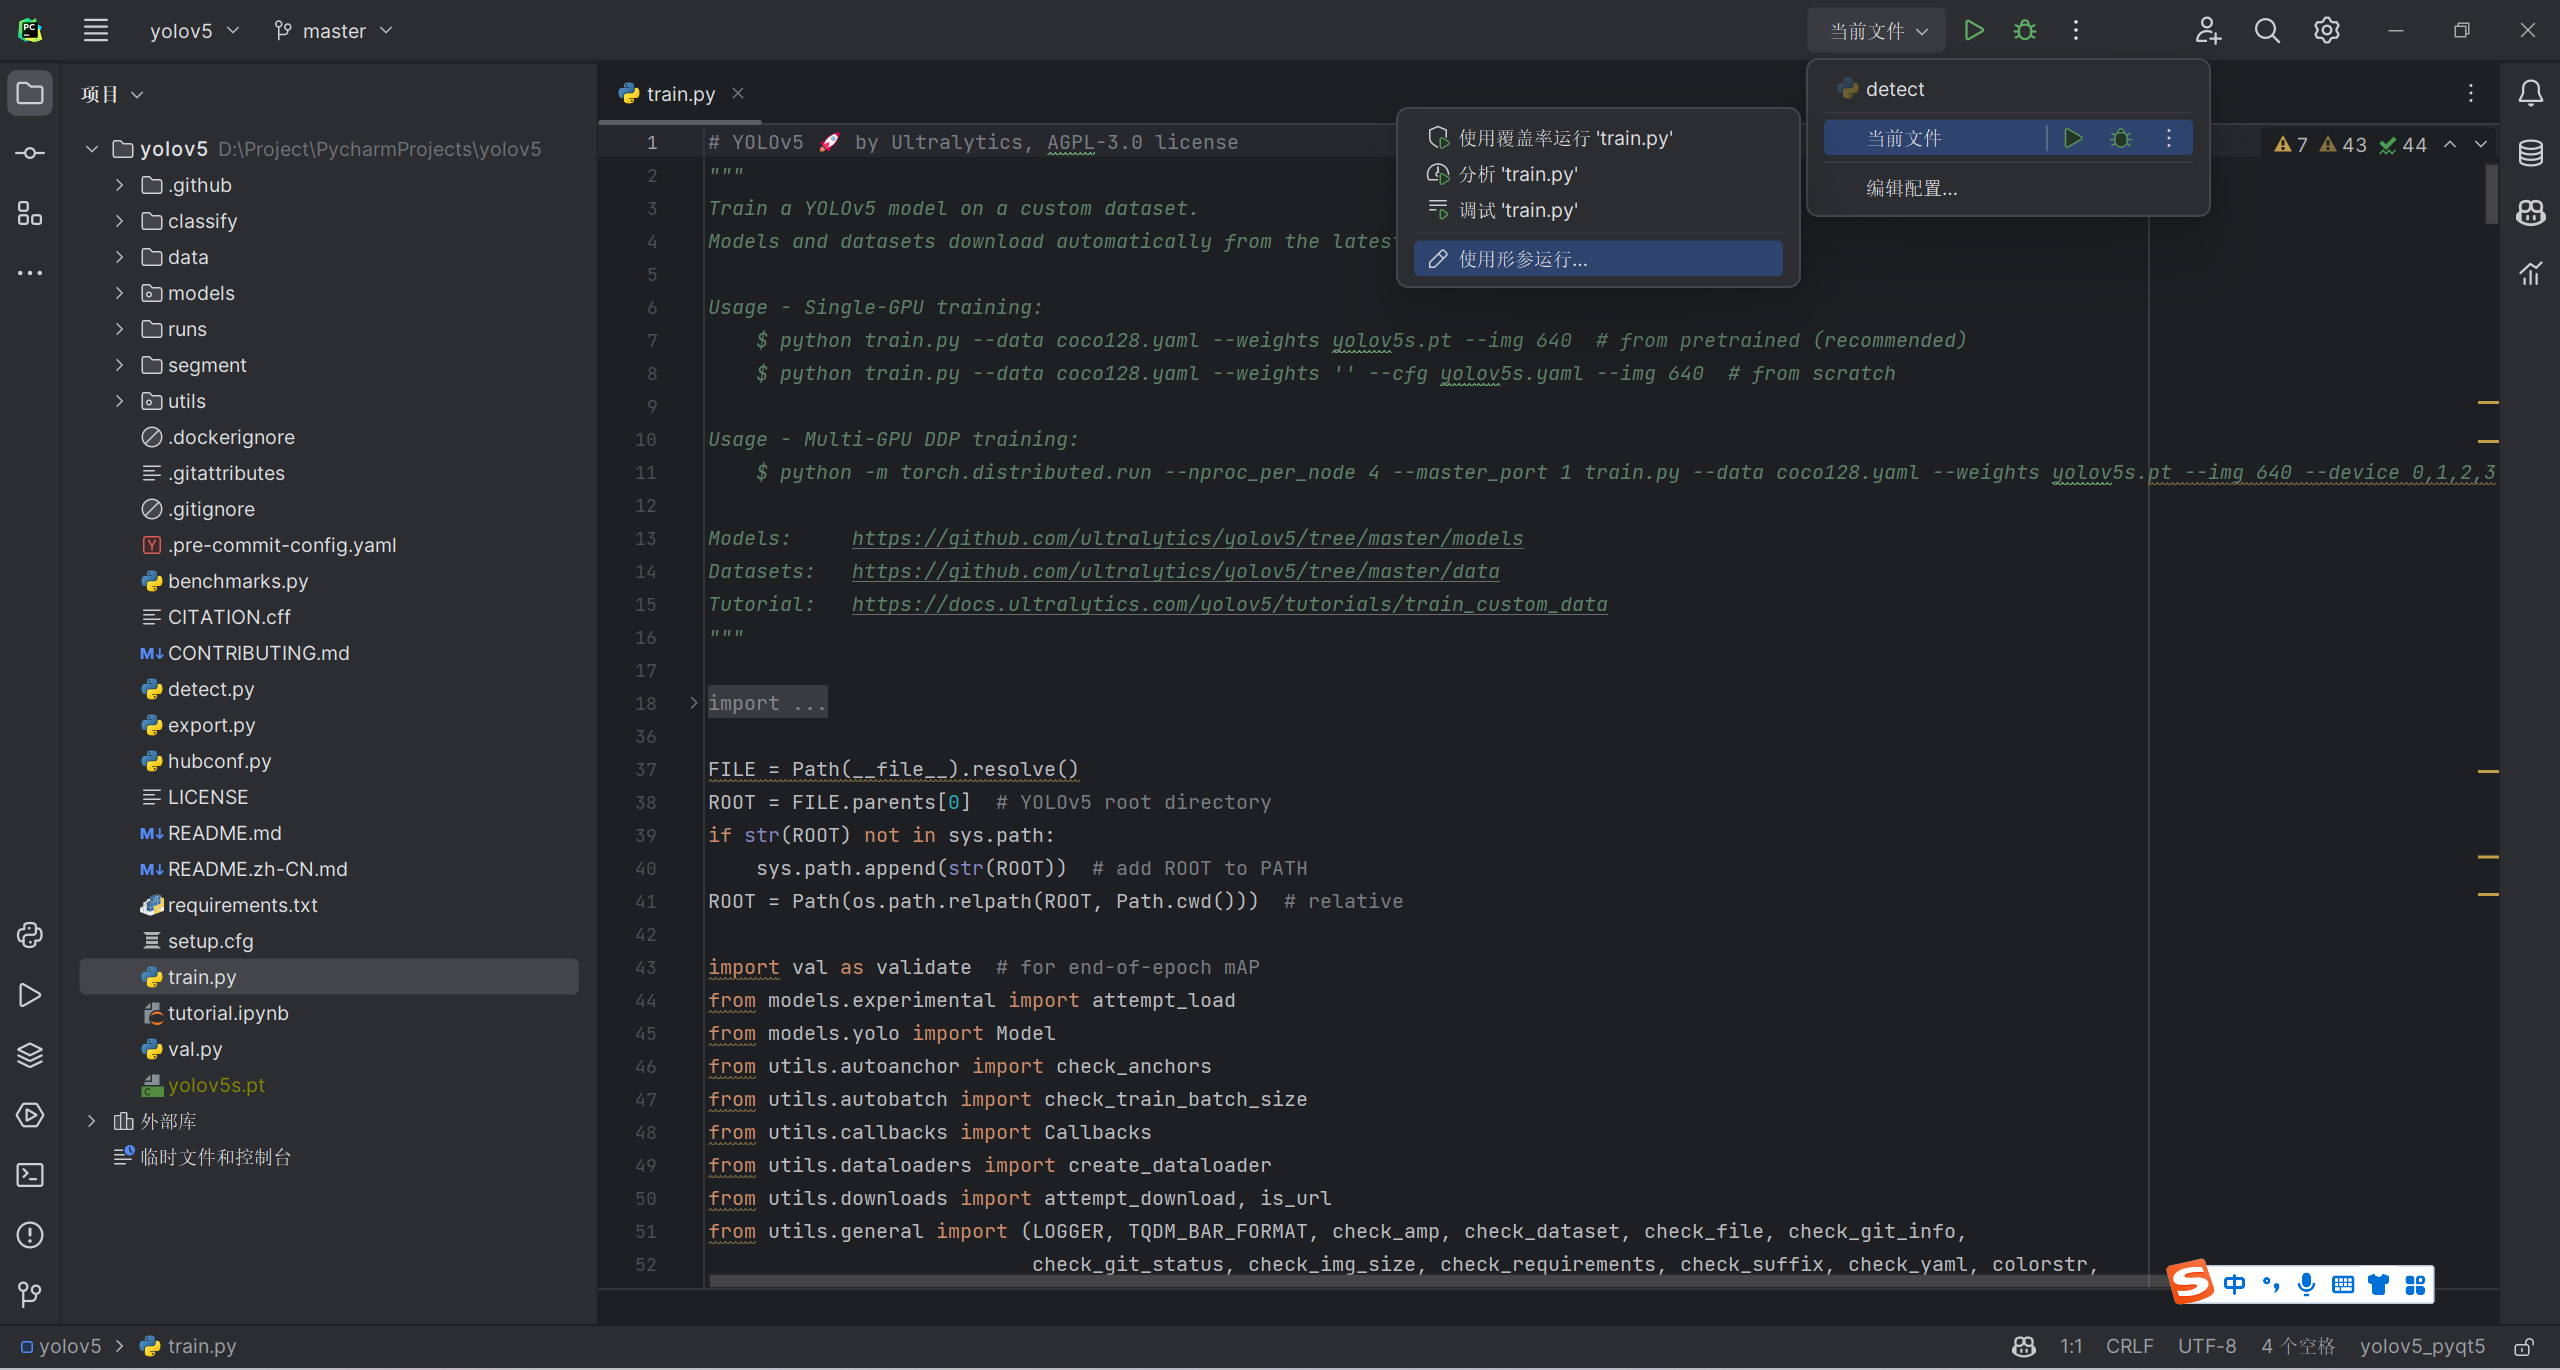 yolov5
master
当前文件
项目
train.py
detect
当前文件
编辑配置...
使用覆盖率运行 'train.py'
分析 'train.py'
调试 'train.py'
使用形参运行...
7 43 44
yolov5 D:\Project\PycharmProjects\yolov5
.github
classify
data
models
runs
segment
utils
.dockerignore
.gitattributes
.gitignore
.pre-commit-config.yaml
benchmarks.py
CITATION.cff
CONTRIBUTING.md
detect.py
export.py
hubconf.py
LICENSE
README.md
README.zh-CN.md
requirements.txt
setup.cfg
train.py
tutorial.ipynb
val.py
yolov5s.pt
外部库
临时文件和控制台
1 # YOLOv5 🚀 by Ultralytics, AGPL-3.0 license
2 """
3 Train a YOLOv5 model on a custom dataset.
4 Models and datasets download automatically from the lates
5
6 Usage - Single-GPU training:
7 $ python train.py --data coco128.yaml --weights yolov5s.pt --img 640  # from pretrained (recommended)
8 $ python train.py --data coco128.yaml --weights '' --cfg yolov5s.yaml --img 640  # from scratch
9
10 Usage - Multi-GPU DDP training:
11 $ python -m torch.distributed.run --nproc_per_node 4 --master_port 1 train.py --data coco128.yaml --weights yolov5s.pt --img 640 --device 0,1,2,3
12
13 Models:     https://github.com/ultralytics/yolov5/tree/master/models
14 Datasets:   https://github.com/ultralytics/yolov5/tree/master/data
15 Tutorial:   https://docs.ultralytics.com/yolov5/tutorials/train_custom_data
16 """
17
18 import ...
36
37 FILE = Path(__file__).resolve()
38 ROOT = FILE.parents[0]  # YOLOv5 root directory
39 if str(ROOT) not in sys.path:
40     sys.path.append(str(ROOT))  # add ROOT to PATH
41 ROOT = Path(os.path.relpath(ROOT, Path.cwd()))  # relative
42
43 import val as validate  # for end-of-epoch mAP
44 from models.experimental import attempt_load
45 from models.yolo import Model
46 from utils.autoanchor import check_anchors
47 from utils.autobatch import check_train_batch_size
48 from utils.callbacks import Callbacks
49 from utils.dataloaders import create_dataloader
50 from utils.downloads import attempt_download, is_url
51 from utils.general import (LOGGER, TQDM_BAR_FORMAT, check_amp, check_dataset, check_file, check_git_info,
52 check_git_status, check_img_size, check_requirements, check_suffix, check_yaml, colorstr,
中
yolov5 > train.py
1:1 CRLF UTF-8 4 个空格 yolov5_pyqt5